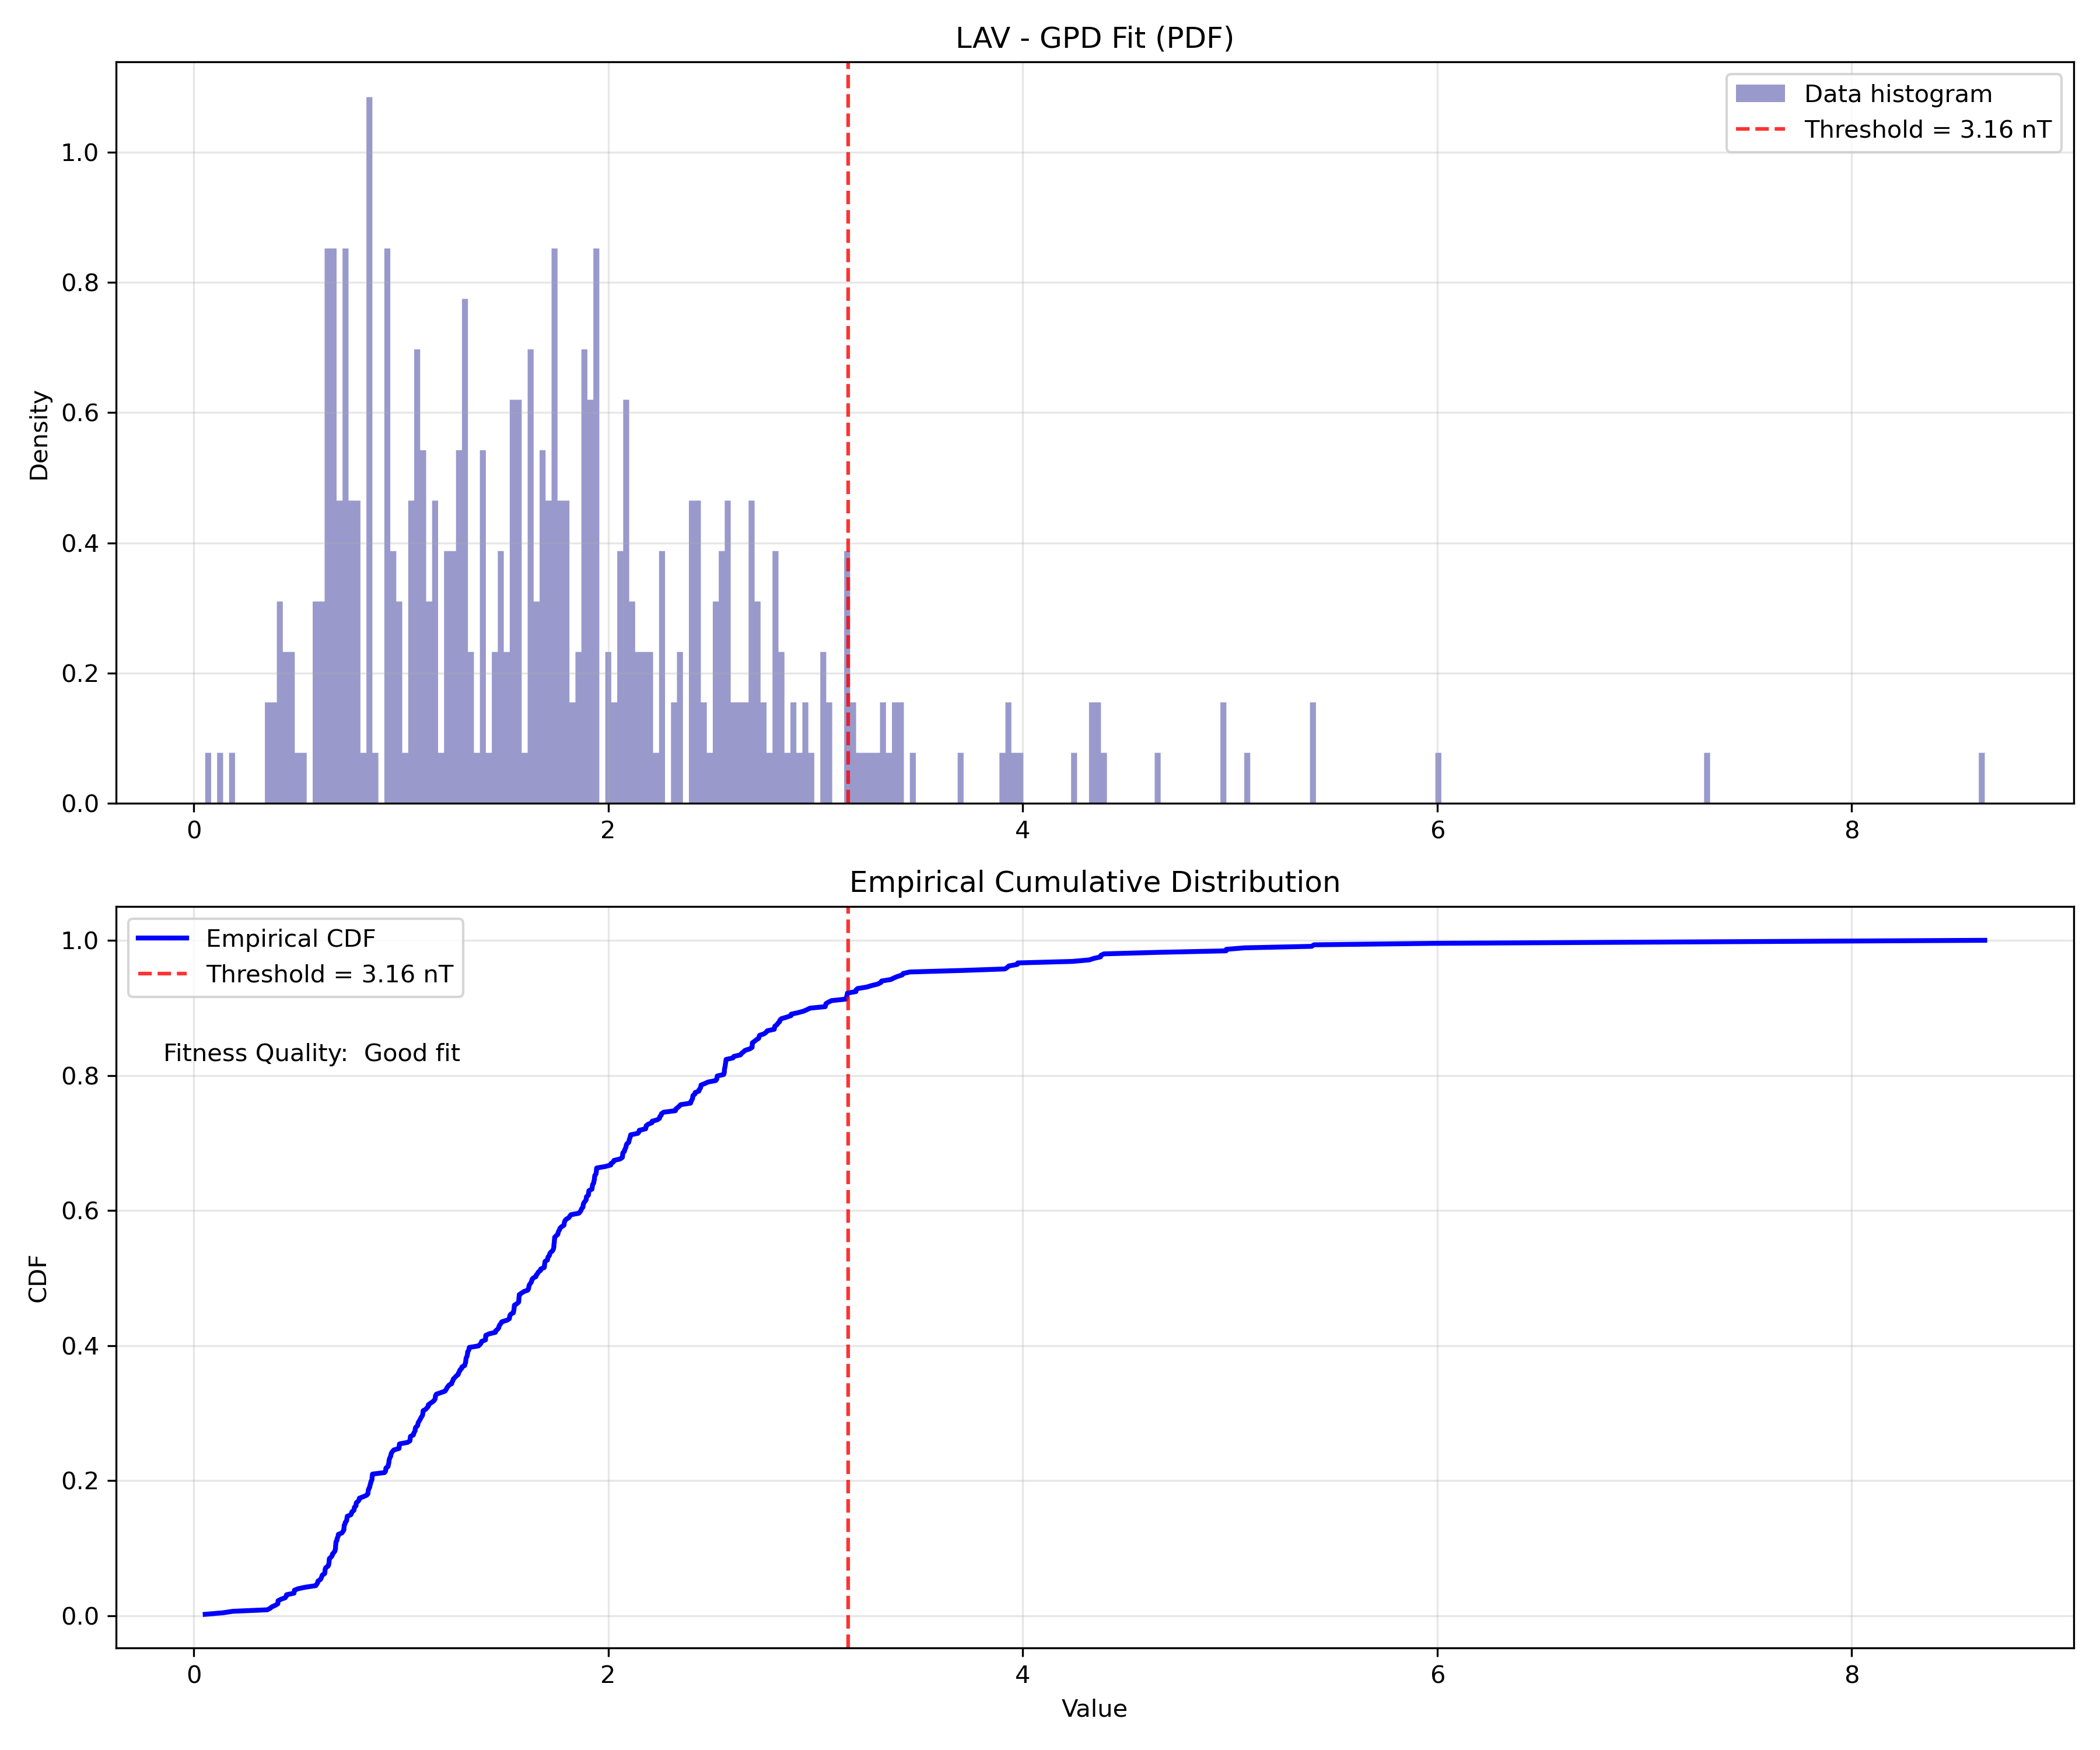 LAV - GPD Fit (PDF)
Data histogram
Threshold = 3.16 nT
Density
1.0
0.8
0.6
0.4
0.2
0.0
0 2 4 6 8
Empirical Cumulative Distribution
Empirical CDF
Threshold = 3.16 nT
Fitness Quality:  Good fit
CDF
1.0
0.8
0.6
0.4
0.2
0.0
0 2 4 6 8
Value